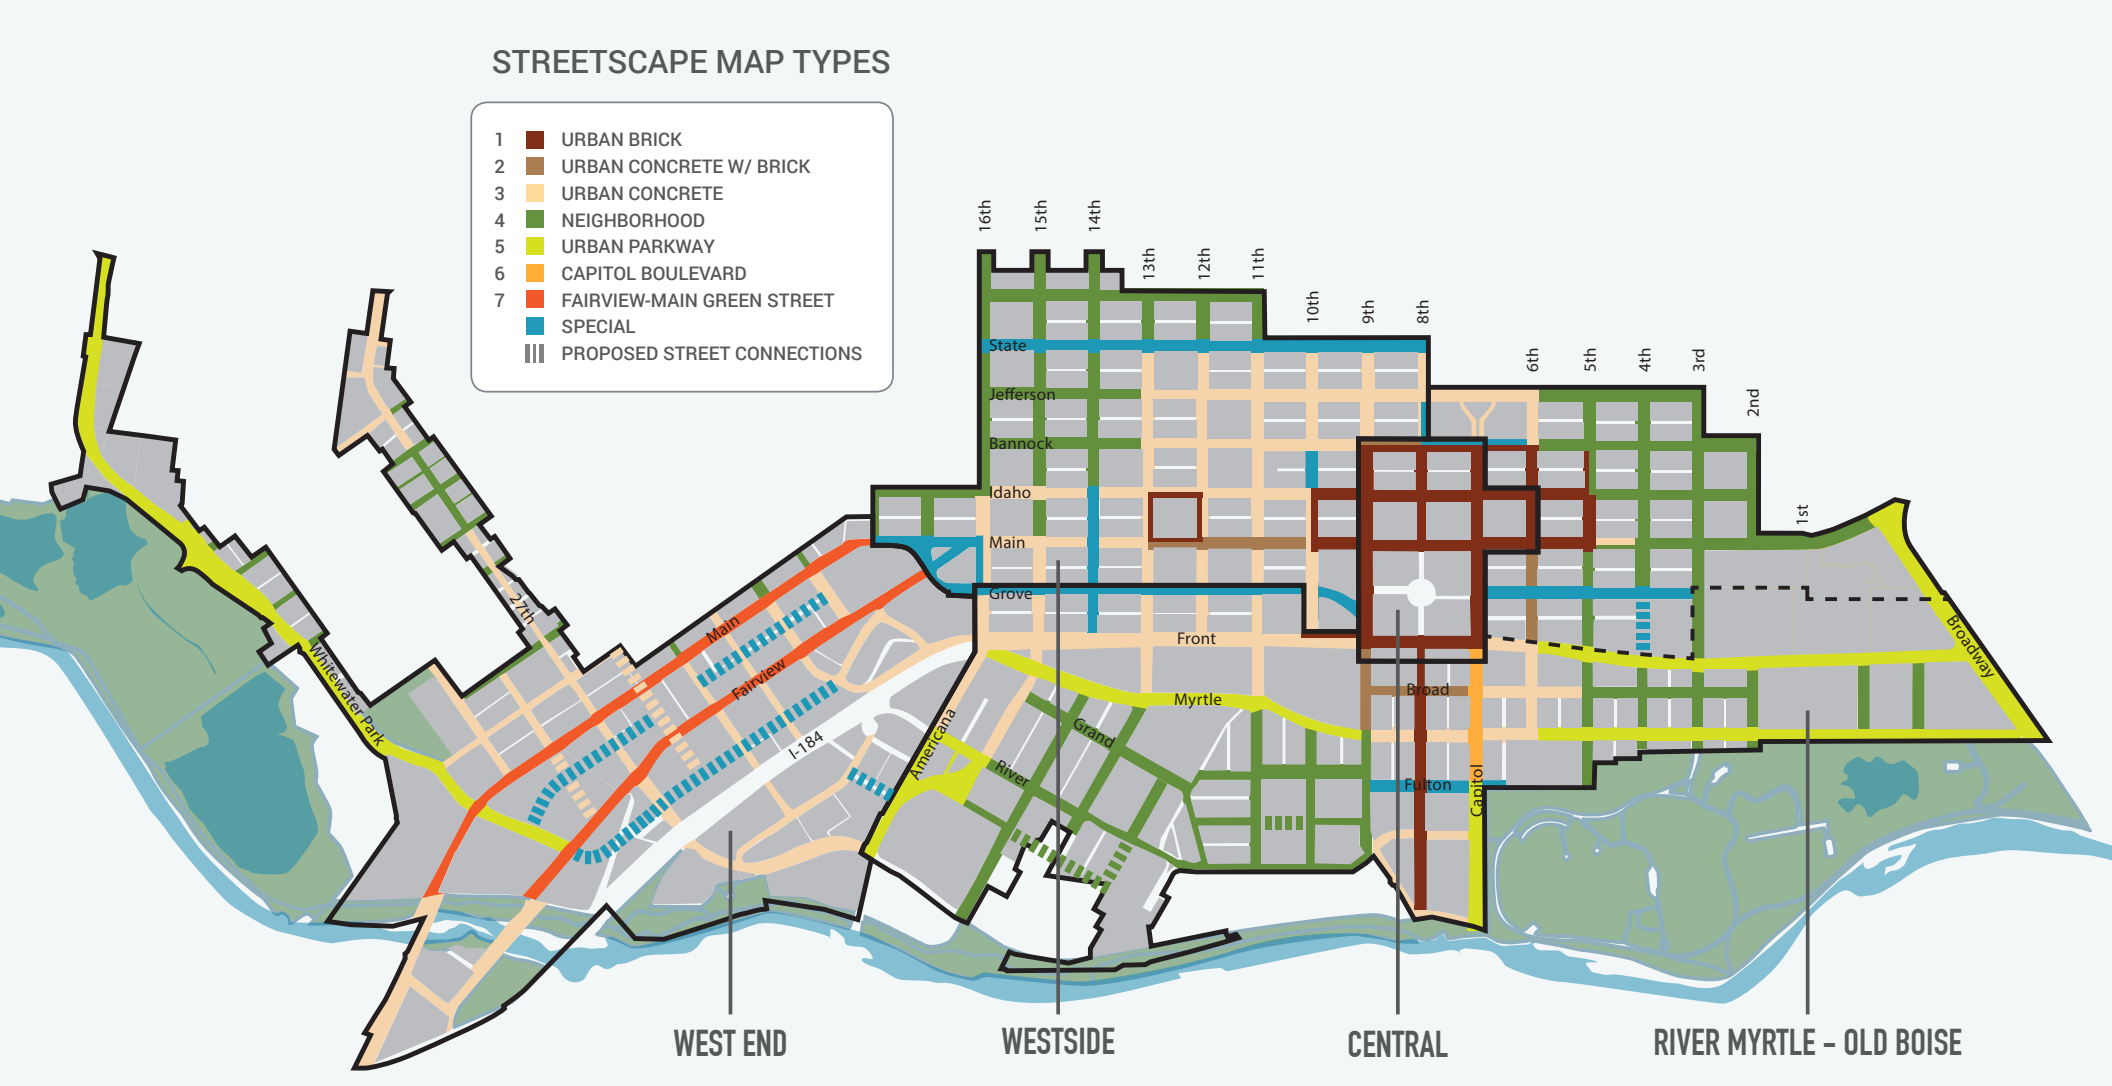 STREETSCAPE MAP TYPES
1 URBAN BRICK
2 URBAN CONCRETE W/ BRICK
3 URBAN CONCRETE
4 NEIGHBORHOOD
5 URBAN PARKWAY
6 CAPITOL BOULEVARD
7 FAIRVIEW-MAIN GREEN STREET
SPECIAL
PROPOSED STREET CONNECTIONS
16th
15th
14th
13th
12th
11th
10th
9th
8th
6th
5th
4th
3rd
2nd
1st
State
Jefferson
Bannock
Idaho
Main
Grove
Front
Myrtle
Broad
Fulton
Capitol
Grand
River
Americana
I-184
Main
Fairview
27th
Whitewater Park
Broadway
WEST END
WESTSIDE
CENTRAL
RIVER MYRTLE - OLD BOISE